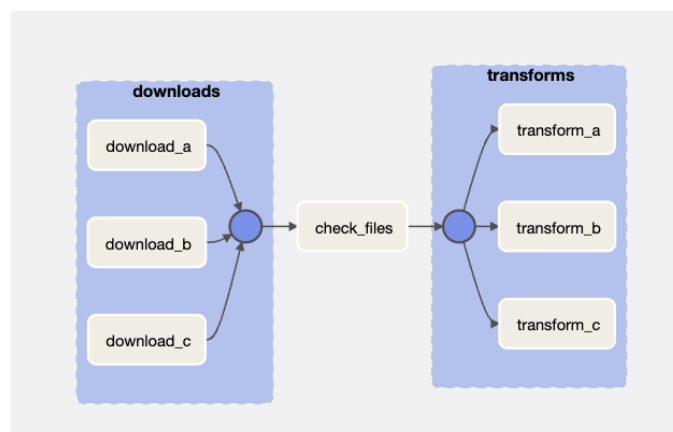 downloads
download_a
download_b
download_c
check_files
transforms
transform_a
transform_b
transform_c